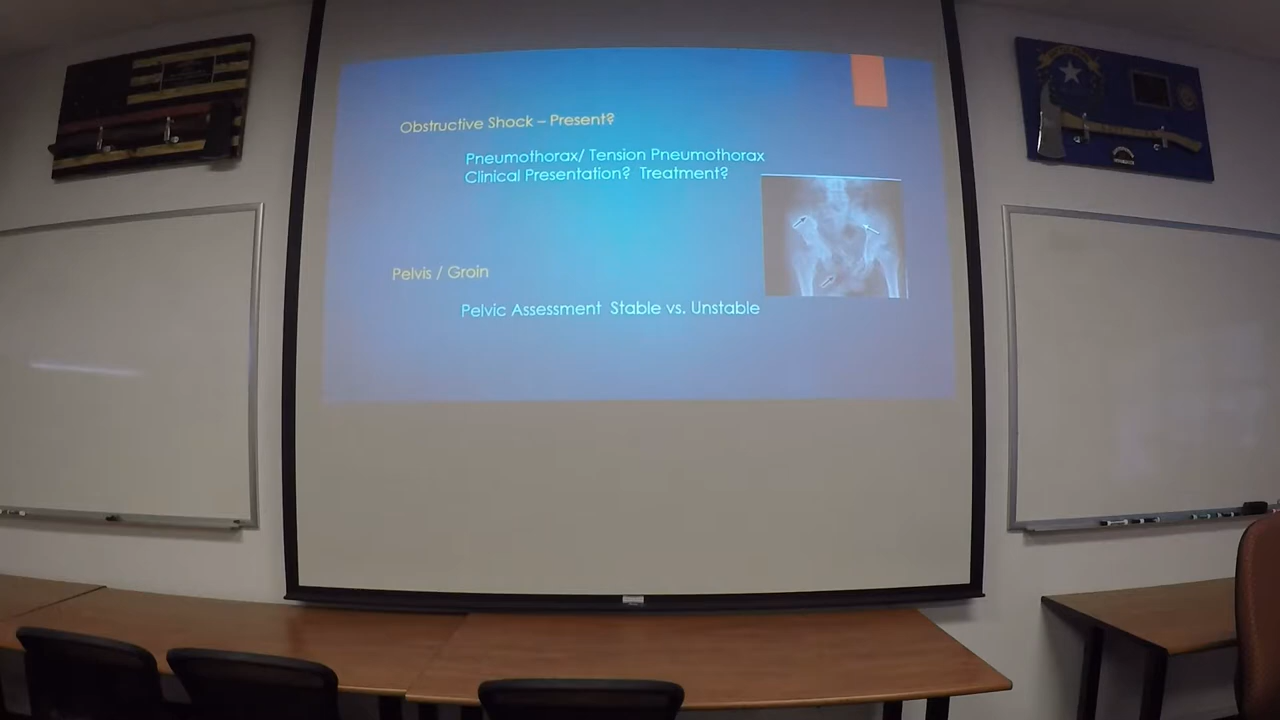 Obstructive Shock – Present?
Pneumothorax/ Tension Pneumothorax
Clinical Presentation? Treatment?
Pelvis / Groin
Pelvic Assessment Stable vs. Unstable